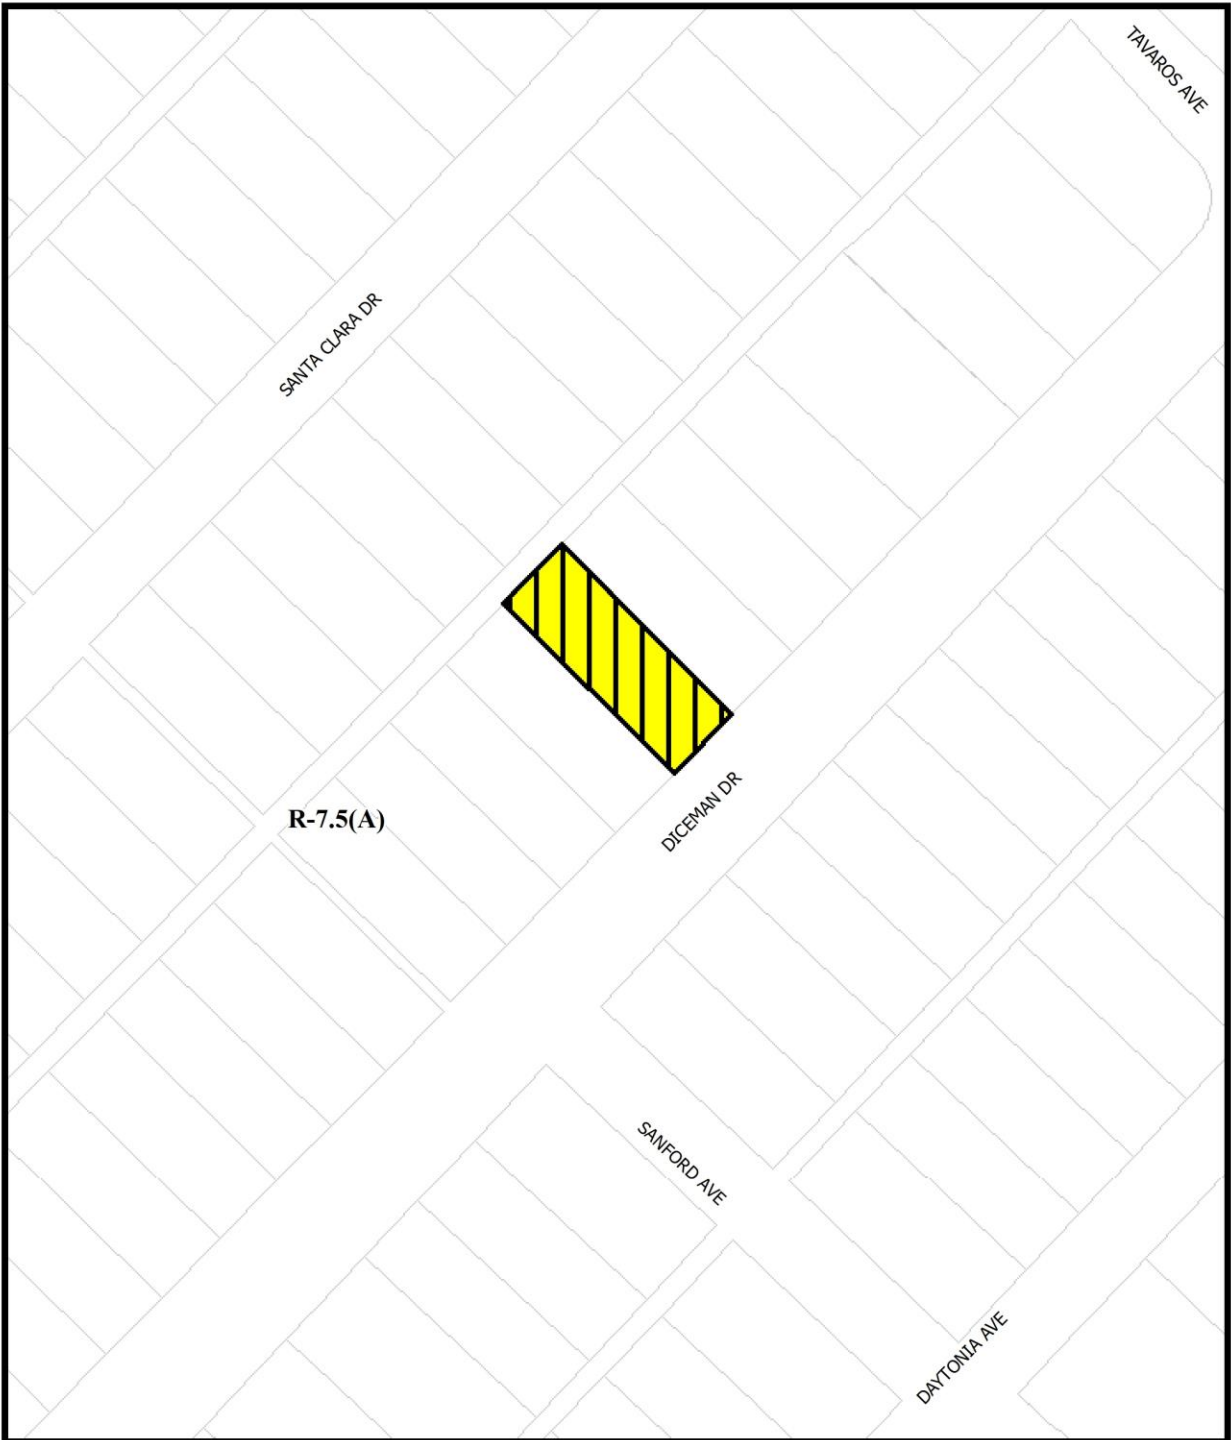 TAVAROS AVE
SANTA CLARA DR
DICEMAN DR
R-7.5(A)
SANFORD AVE
DAYTONIA AVE